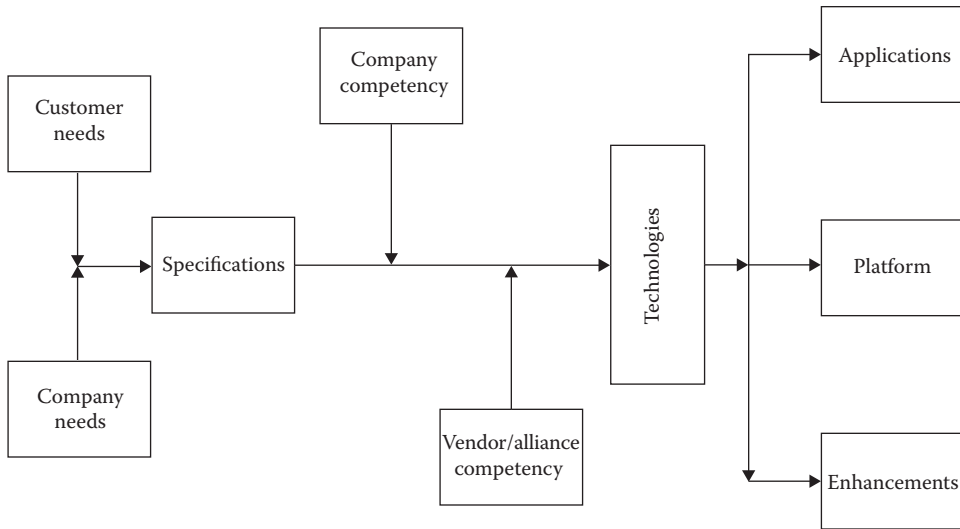 Customer
needs
Company
needs
Specifications
Company
competency
Vendor/alliance
competency
Technologies
Applications
Platform
Enhancements